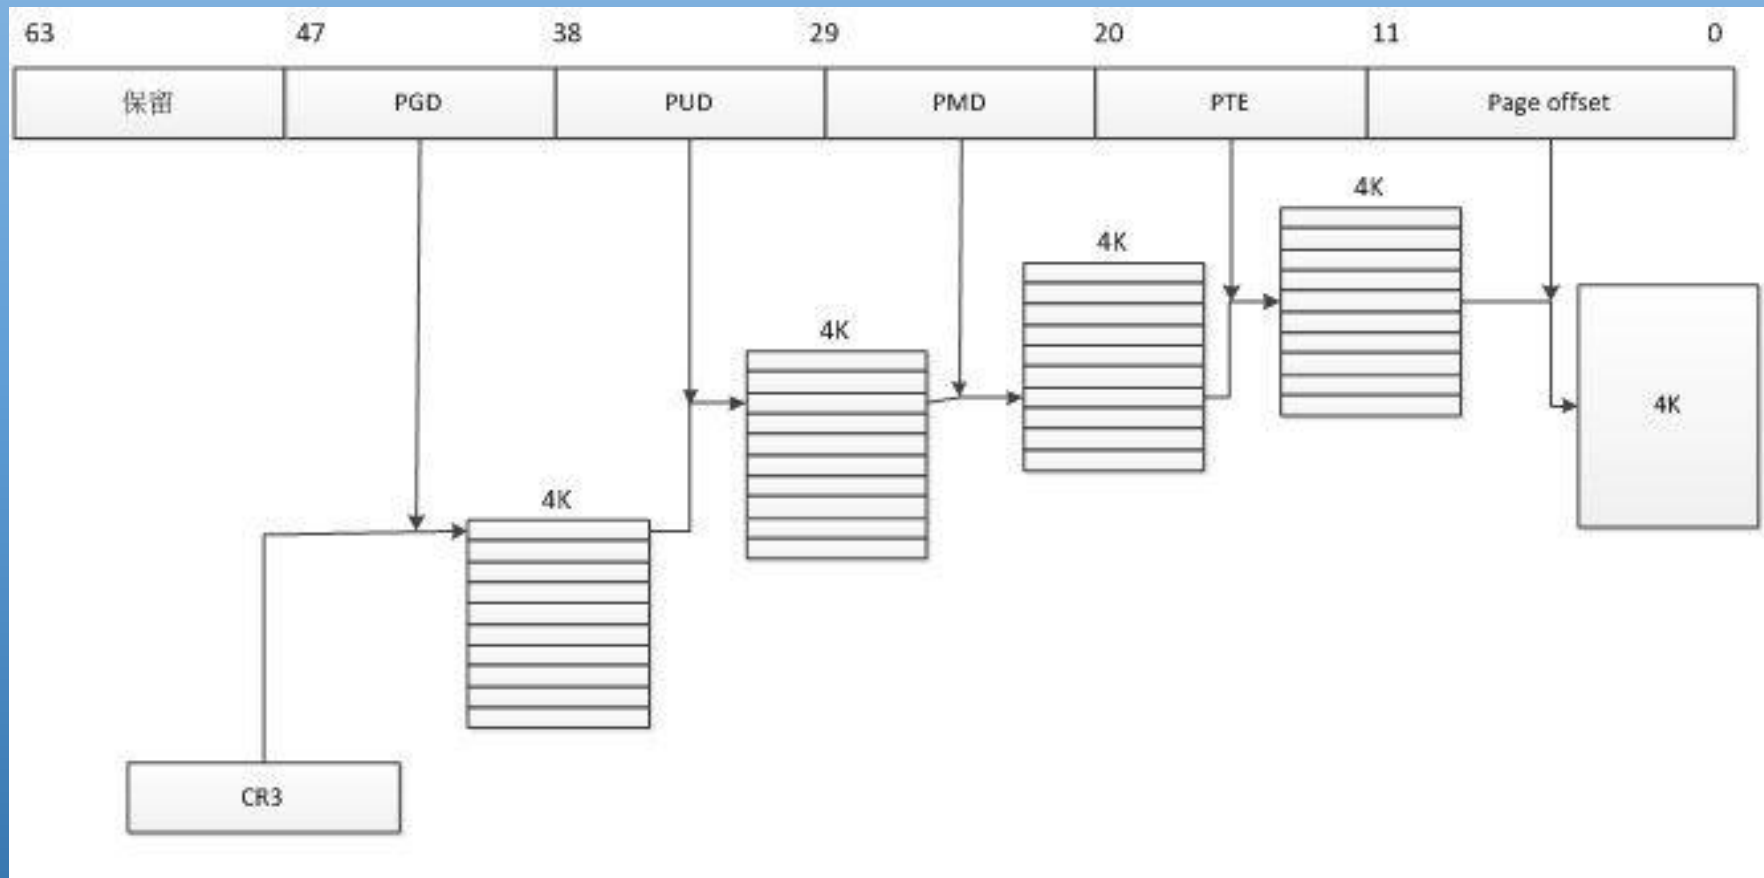 63 47 38 29 20 11 0
保留 PGD PUD PMD PTE Page offset
4K
4K
4K
4K
4K
CR3